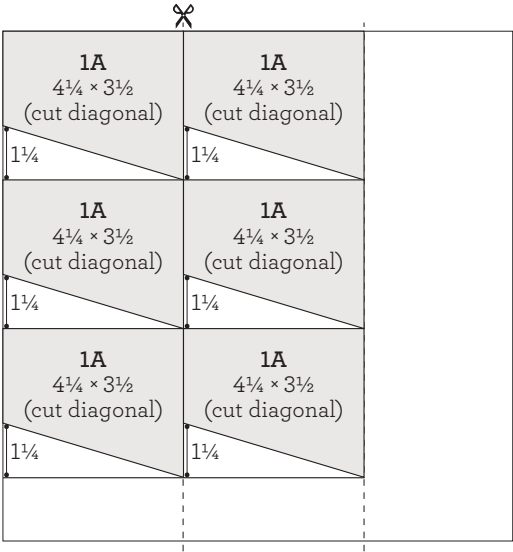 1A
4¼ × 3½
(cut diagonal)
1¼
1A
4¼ × 3½
(cut diagonal)
1¼
1A
4¼ × 3½
(cut diagonal)
1¼
1A
4¼ × 3½
(cut diagonal)
1¼
1A
4¼ × 3½
(cut diagonal)
1¼
1A
4¼ × 3½
(cut diagonal)
1¼